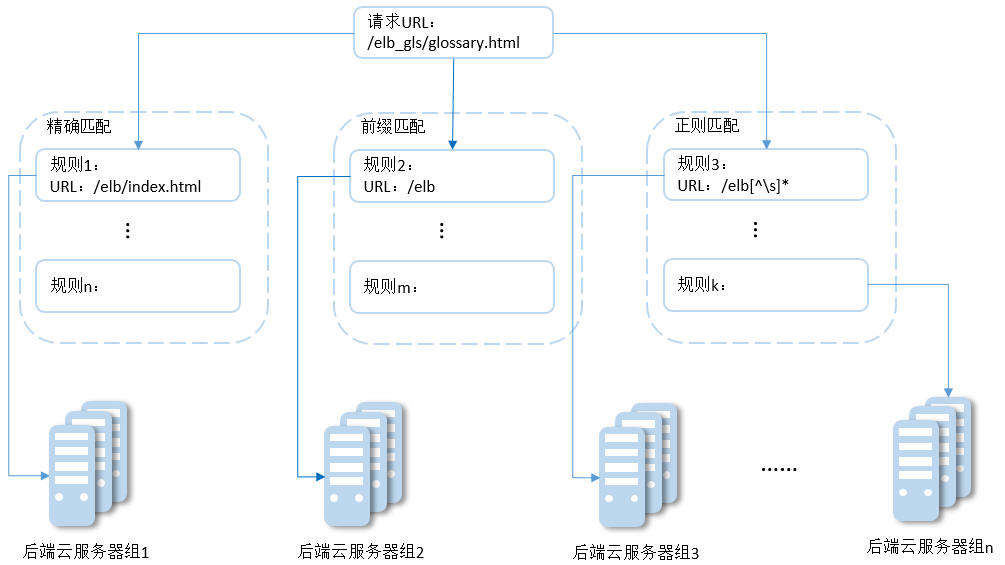 请求URL：
/elb_gls/glossary.html
精确匹配
规则1：
URL：/elb/index.html
⋮
规则n：
前缀匹配
规则2：
URL：/elb
⋮
规则m：
正则匹配
规则3：
URL：/elb[^\s]*
⋮
规则k：
后端云服务器组1
后端云服务器组2
后端云服务器组3
……
后端云服务器组n